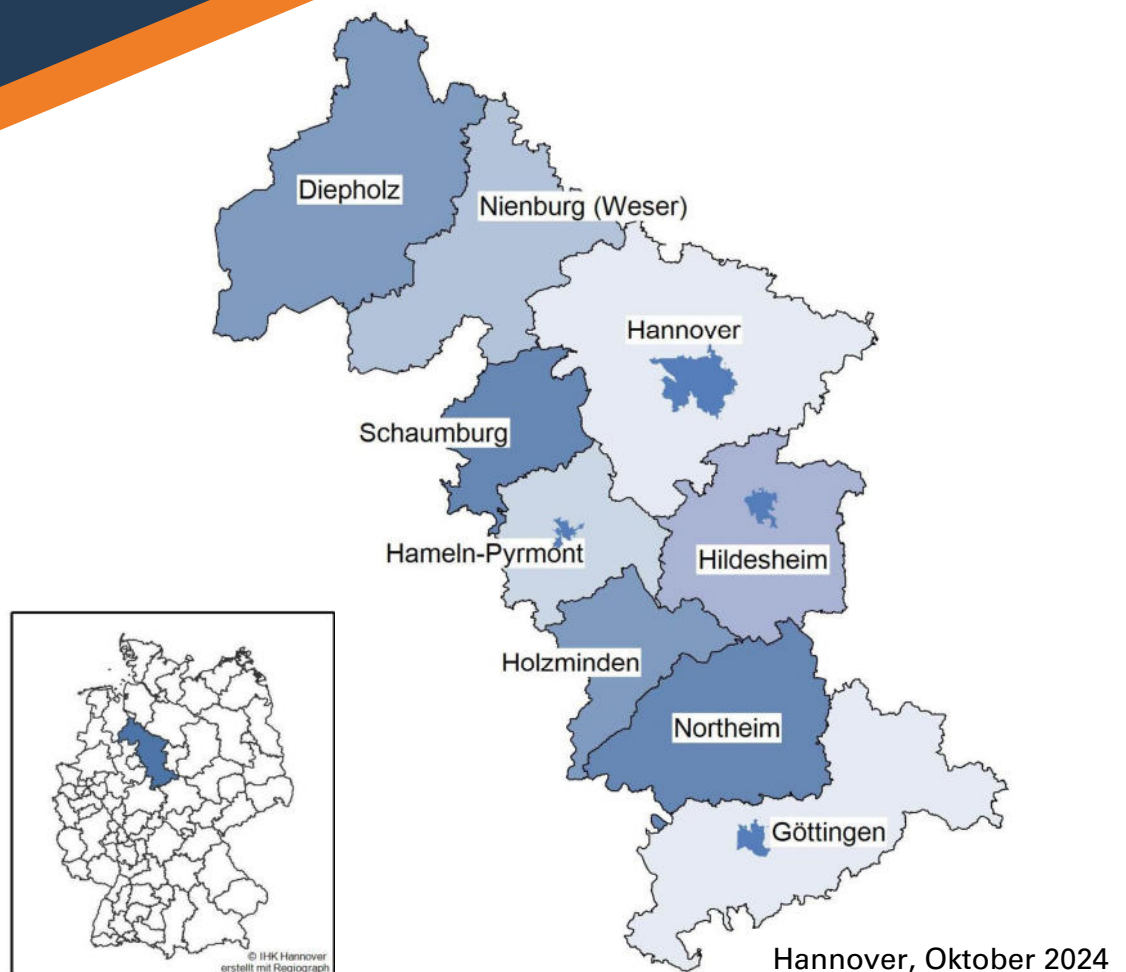 Diepholz
Nienburg (Weser)
Hannover
Schaumburg
Hameln-Pyrmont
Hildesheim
Holzminden
Northeim
Göttingen
© IHK Hannover
erstellt mit Regiograph
Hannover, Oktober 2024